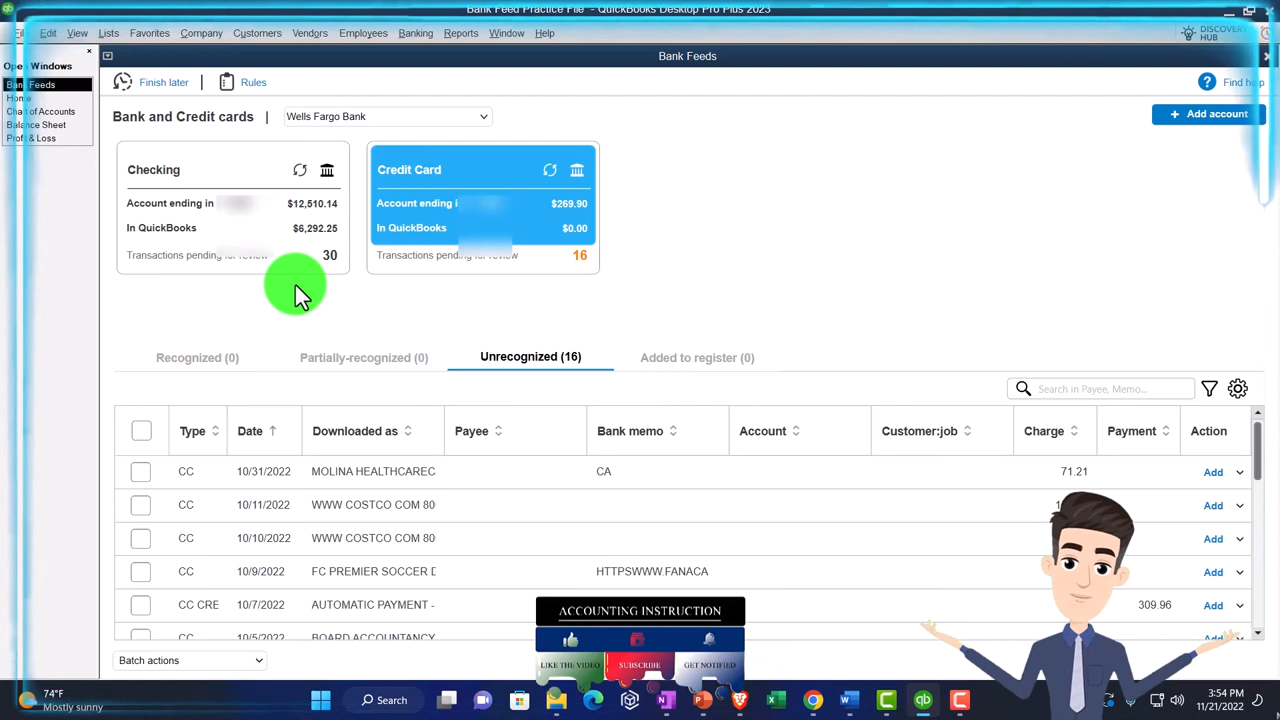 Bank Feed Practice File - QuickBooks Desktop Pro Plus 2023
File Edit View Lists Favorites Company Customers Vendors Employees Banking Reports Window Help
DISCOVERY HUB
Open Windows
Bank Feeds
Home
Chart of Accounts
Balance Sheet
Profit & Loss
Bank Feeds
Finish later | Rules
Find help
Bank and Credit cards | Wells Fargo Bank
+ Add account
Checking
Account ending in $12,510.14
In QuickBooks $6,292.25
Transactions pending for review 30
Credit Card
Account ending i $269.90
In QuickBooks $0.00
Transactions pending for review 16
Recognized (0) Partially-recognized (0) Unrecognized (16) Added to register (0)
Search in Payee, Memo...
Type Date Downloaded as Payee Bank memo Account Customer:job Charge Payment Action
CC 10/31/2022 MOLINA HEALTHCAREC CA 71.21 Add
CC 10/11/2022 WWW COSTCO COM 80 Add
CC 10/10/2022 WWW COSTCO COM 80 Add
CC 10/9/2022 FC PREMIER SOCCER D HTTPSWWW.FANACA Add
CC CRE 10/7/2022 AUTOMATIC PAYMENT - 309.96 Add
CC 10/5/2022 BOARD ACCOUNTANCY Add
Batch actions
ACCOUNTING INSTRUCTION
LIKE THE VIDEO SUBSCRIBE GET NOTIFIED
74°F
Mostly sunny
Search
3:54 PM
11/21/2022